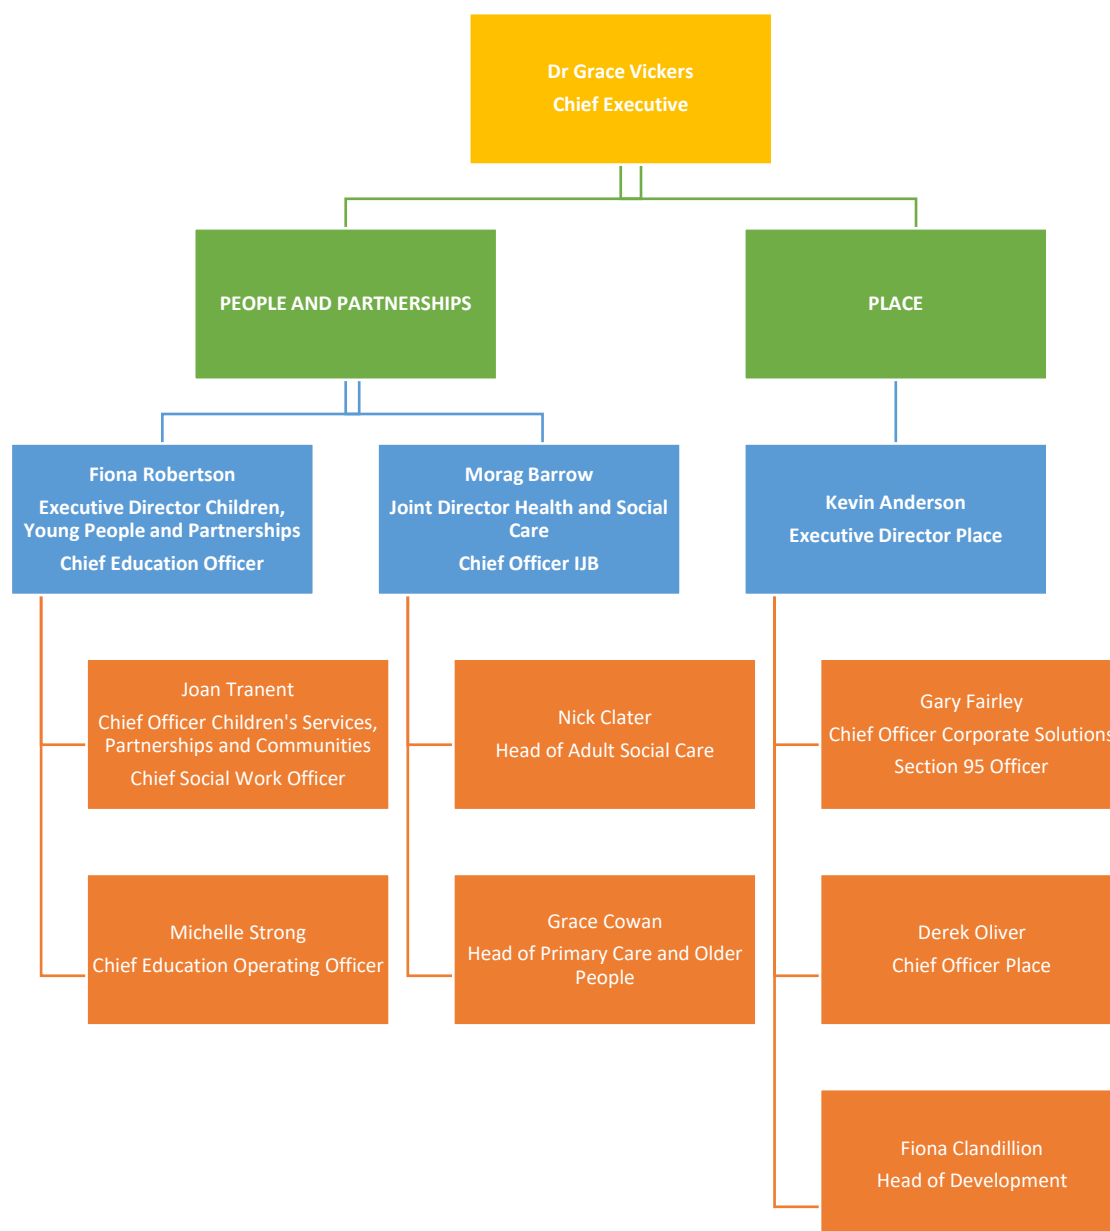 Dr Grace Vickers
Chief Executive
PEOPLE AND PARTNERSHIPS
PLACE
Fiona Robertson
Executive Director Children,
Young People and Partnerships
Chief Education Officer
Morag Barrow
Joint Director Health and Social
Care
Chief Officer IJB
Kevin Anderson
Executive Director Place
Joan Tranent
Chief Officer Children's Services,
Partnerships and Communities
Chief Social Work Officer
Nick Clater
Head of Adult Social Care
Gary Fairley
Chief Officer Corporate Solutions
Section 95 Officer
Michelle Strong
Chief Education Operating Officer
Grace Cowan
Head of Primary Care and Older
People
Derek Oliver
Chief Officer Place
Fiona Clandillion
Head of Development